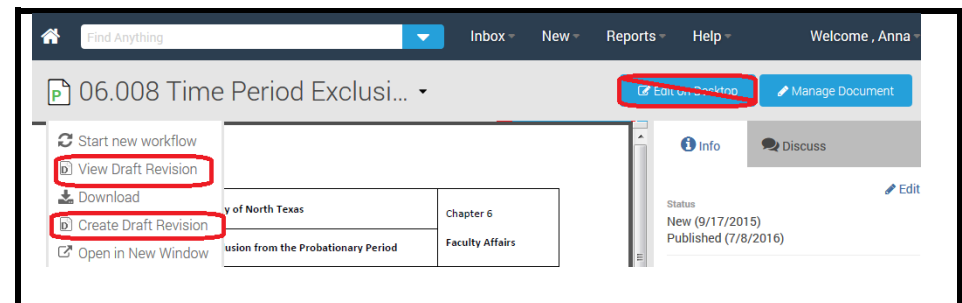 Find Anything
Inbox New Reports Help Welcome , Anna
P 06.008 Time Period Exclusi...
Edit on Desktop
Manage Document
Start new workflow
D View Draft Revision
Download
D Create Draft Revision
Open in New Window
y of North Texas
Chapter 6
usion from the Probationary Period
Faculty Affairs
Info
Discuss
Edit
Status
New (9/17/2015)
Published (7/8/2016)